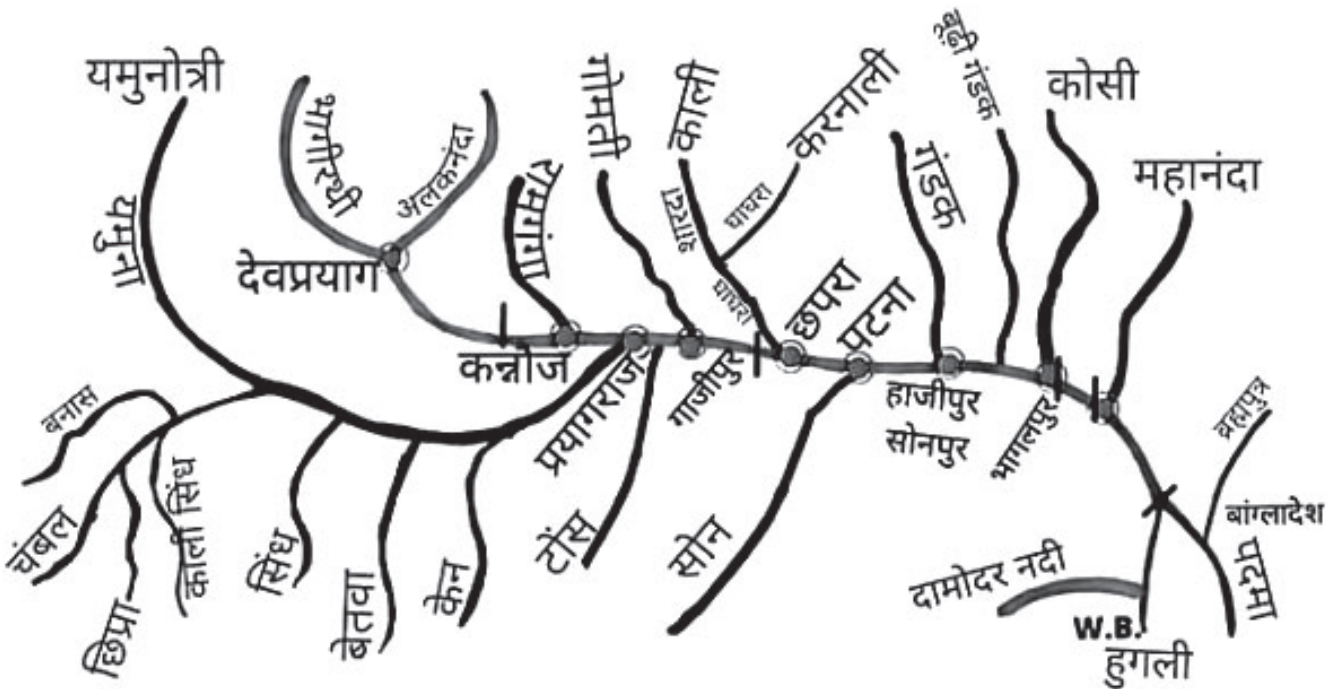 यमुनोत्री
यमुना
भागीरथी
अलकनंदा
देवप्रयाग
रामगंगा
गोमती
काली
शारदा
करनाली
घाघरा
घाघरा
गंडक
बूढ़ी गंडक
कोसी
महानंदा
कन्नौज
प्रयागराज
गाजीपुर
छपरा
पटना
हाजीपुर
सोनपुर
भागलपुर
ब्रह्मपुत्र
बांग्लादेश
पदमा
बनास
चंबल
छिप्रा
काली सिंध
सिंध
बेतवा
केन
टोंस
सोन
दामोदर नदी
W.B.
हुगली